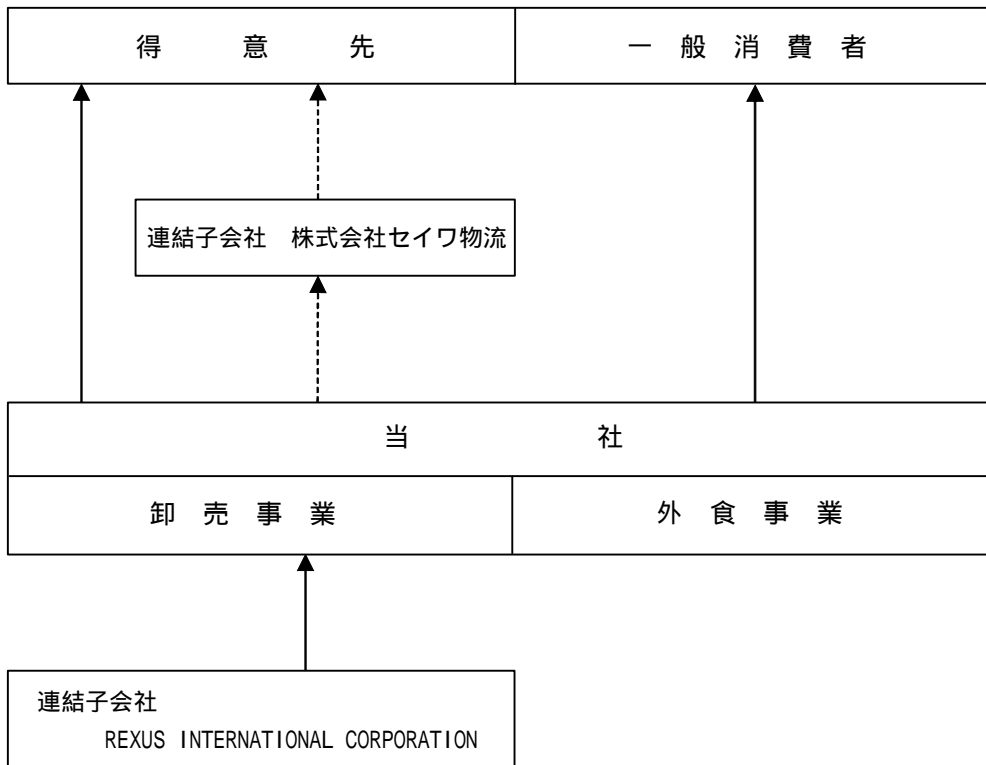 得意先
一般消費者
連結子会社 株式会社セイワ物流
当社
卸売事業
外食事業
連結子会社
REXUS INTERNATIONAL CORPORATION